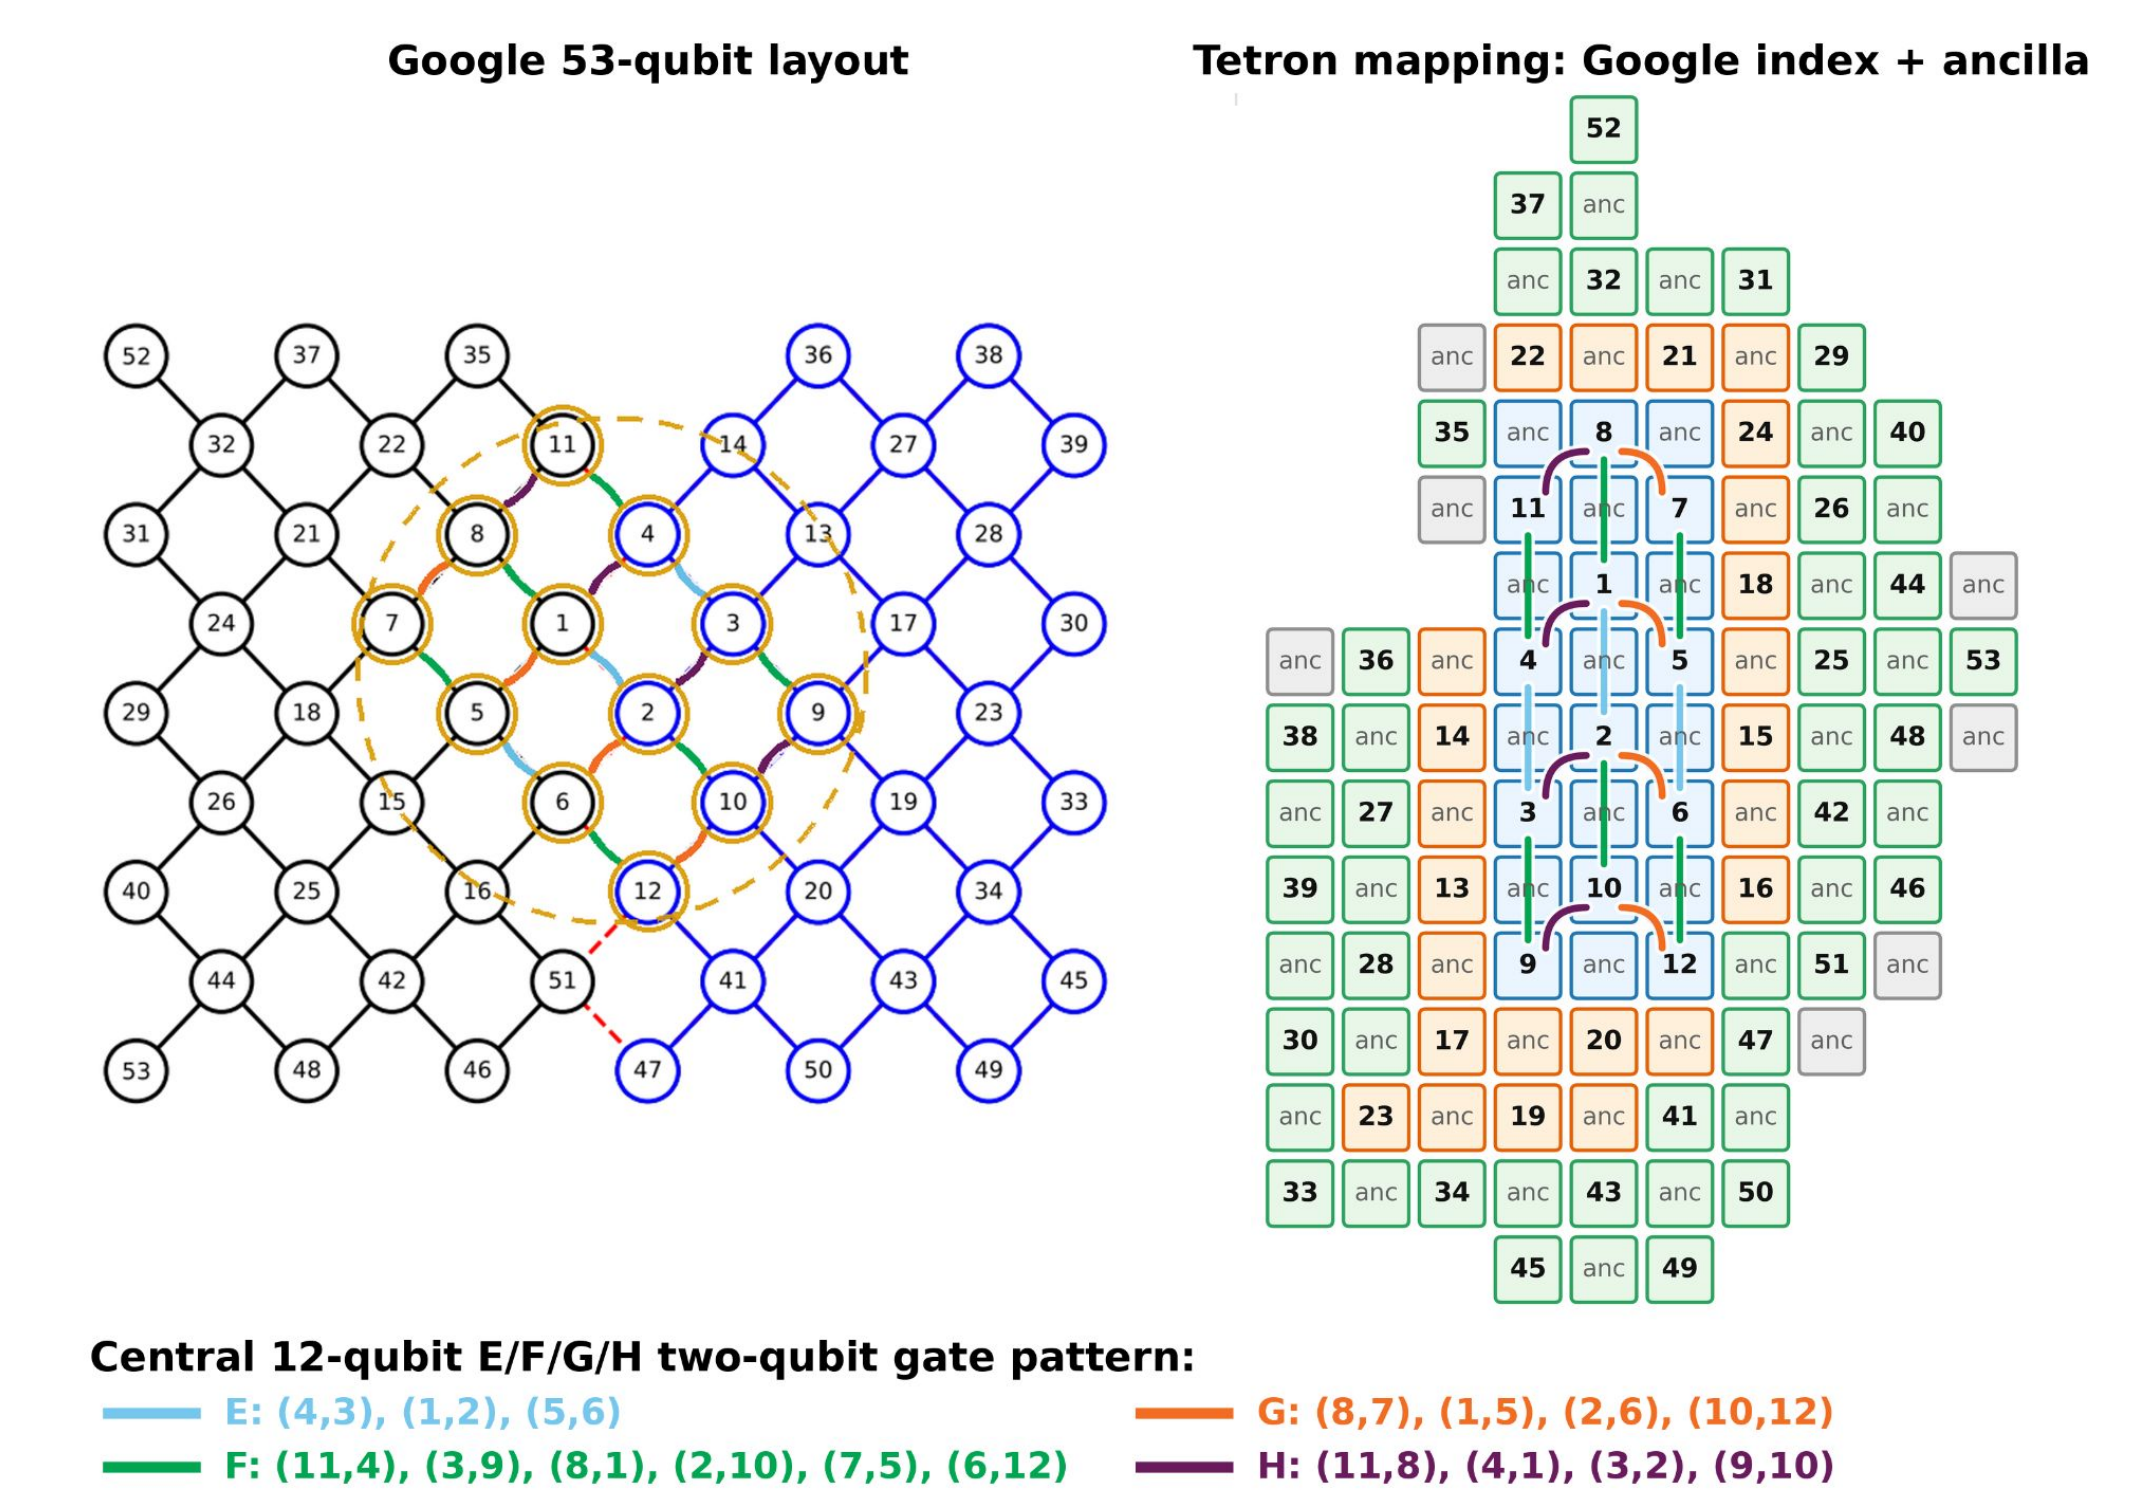 Google 53-qubit layout
Tetron mapping: Google index + ancilla
52 37 35 36 38
32 22 11 14 27 39
31 21 8 4 13 28
24 7 1 3 17 30
29 18 5 2 9 23
26 15 6 10 19 33
40 25 16 12 20 34
44 42 51 41 43 45
53 48 46 47 50 49
52
37 anc
anc 32 anc 31
anc 22 anc 21 anc 29
35 anc 8 anc 24 anc 40
anc 11 anc 7 anc 26 anc
anc 1 anc 18 anc 44 anc
anc 36 anc 4 anc 5 anc 25 anc 53
38 anc 14 anc 2 anc 15 anc 48 anc
anc 27 anc 3 anc 6 anc 42 anc
39 anc 13 anc 10 anc 16 anc 46
anc 28 anc 9 anc 12 anc 51 anc
30 anc 17 anc 20 anc 47 anc
anc 23 anc 19 anc 41 anc
33 anc 34 anc 43 anc 50
45 anc 49
Central 12-qubit E/F/G/H two-qubit gate pattern:
E: (4,3), (1,2), (5,6)
F: (11,4), (3,9), (8,1), (2,10), (7,5), (6,12)
G: (8,7), (1,5), (2,6), (10,12)
H: (11,8), (4,1), (3,2), (9,10)